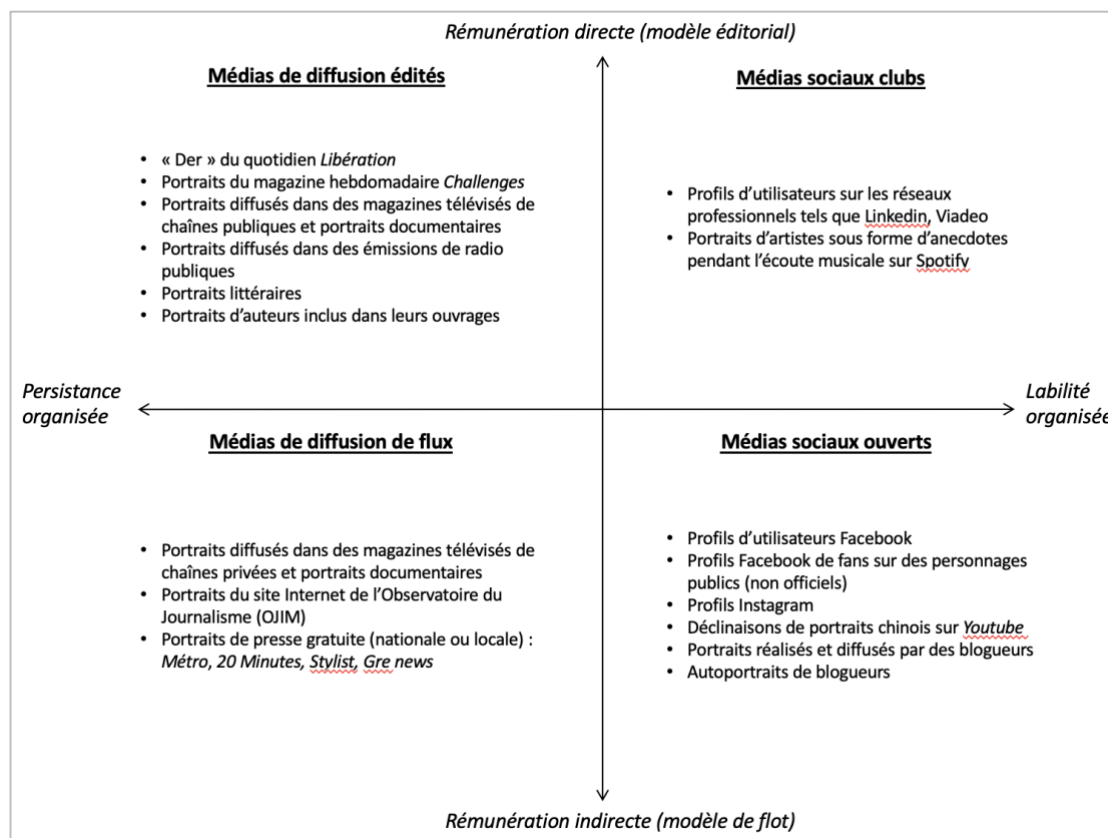 Rémunération directe (modèle éditorial)
Médias de diffusion édités
• « Der » du quotidien Libération
• Portraits du magazine hebdomadaire Challenges
• Portraits diffusés dans des magazines télévisés de
chaînes publiques et portraits documentaires
• Portraits diffusés dans des émissions de radio
publiques
• Portraits littéraires
• Portraits d’auteurs inclus dans leurs ouvrages
Médias sociaux clubs
• Profils d’utilisateurs sur les réseaux
professionnels tels que Linkedin, Viadeo
• Portraits d’artistes sous forme d’anecdotes
pendant l’écoute musicale sur Spotify
Persistance
organisée
Labilité
organisée
Médias de diffusion de flux
• Portraits diffusés dans des magazines télévisés de
chaînes privées et portraits documentaires
• Portraits du site Internet de l’Observatoire du
Journalisme (OJIM)
• Portraits de presse gratuite (nationale ou locale) :
Métro, 20 Minutes, Stylist, Gre news
Médias sociaux ouverts
• Profils d’utilisateurs Facebook
• Profils Facebook de fans sur des personnages
publics (non officiels)
• Profils Instagram
• Déclinaisons de portraits chinois sur Youtube
• Portraits réalisés et diffusés par des blogueurs
• Autoportraits de blogueurs
Rémunération indirecte (modèle de flot)